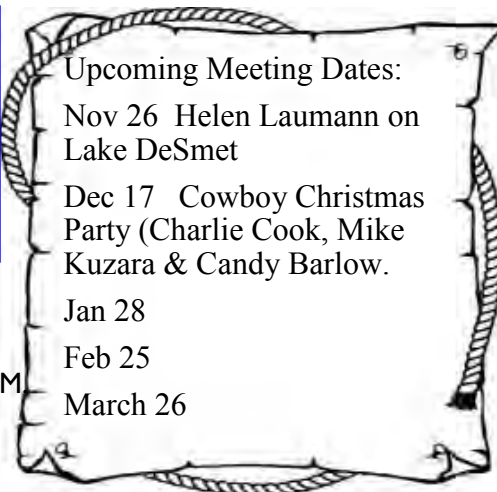 Upcoming Meeting Dates:
Nov 26 Helen Laumann on
Lake DeSmet
Dec 17 Cowboy Christmas
Party (Charlie Cook, Mike
Kuzara & Candy Barlow.
Jan 28
Feb 25
M
March 26